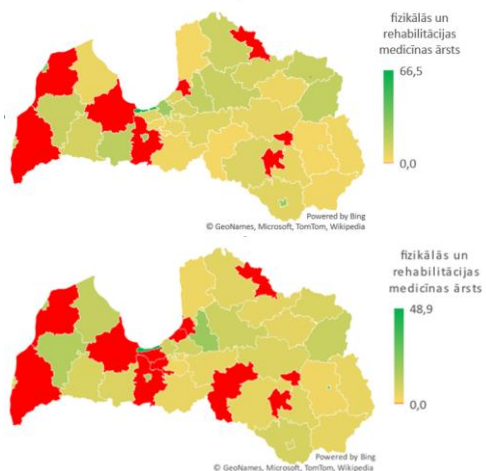 fizikālās un
rehabilitācijas
medicīnas ārsts
66,5
0,0
Powered by Bing
© GeoNames, Microsoft, TomTom, Wikipedia
fizikālās un
rehabilitācijas
medicīnas ārsts
48,9
0,0
Powered by Bing
© GeoNames, Microsoft, TomTom, Wikipedia